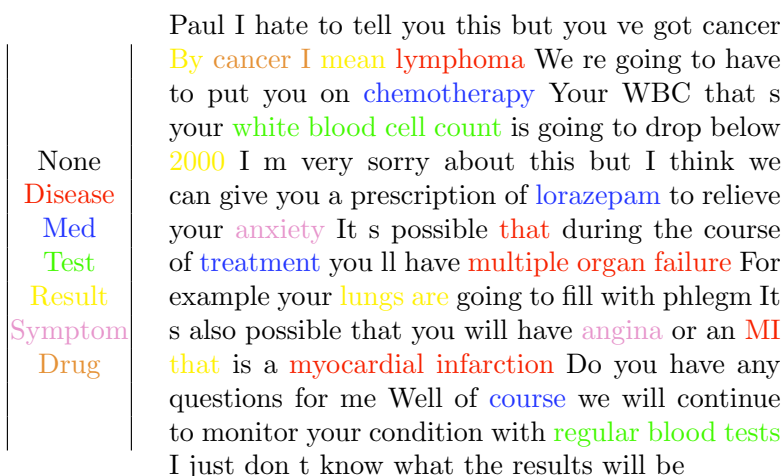 None
Disease
Med
Test
Result
Symptom
Drug
Paul I hate to tell you this but you ve got cancer
By cancer I mean lymphoma We re going to have
to put you on chemotherapy Your WBC that s
your white blood cell count is going to drop below
2000 I m very sorry about this but I think we
can give you a prescription of lorazepam to relieve
your anxiety It s possible that during the course
of treatment you ll have multiple organ failure For
example your lungs are going to fill with phlegm It
s also possible that you will have angina or an MI
that is a myocardial infarction Do you have any
questions for me Well of course we will continue
to monitor your condition with regular blood tests
I just don t know what the results will be